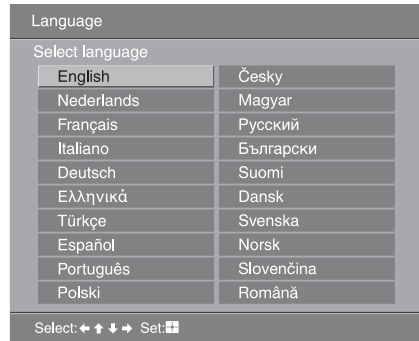 Language
Select language
English
Nederlands
Français
Italiano
Deutsch
Ελληνικά
Türkçe
Español
Português
Polski
Česky
Magyar
Русский
Български
Suomi
Dansk
Svenska
Norsk
Slovenčina
Română
Select:←↑↓→ Set: